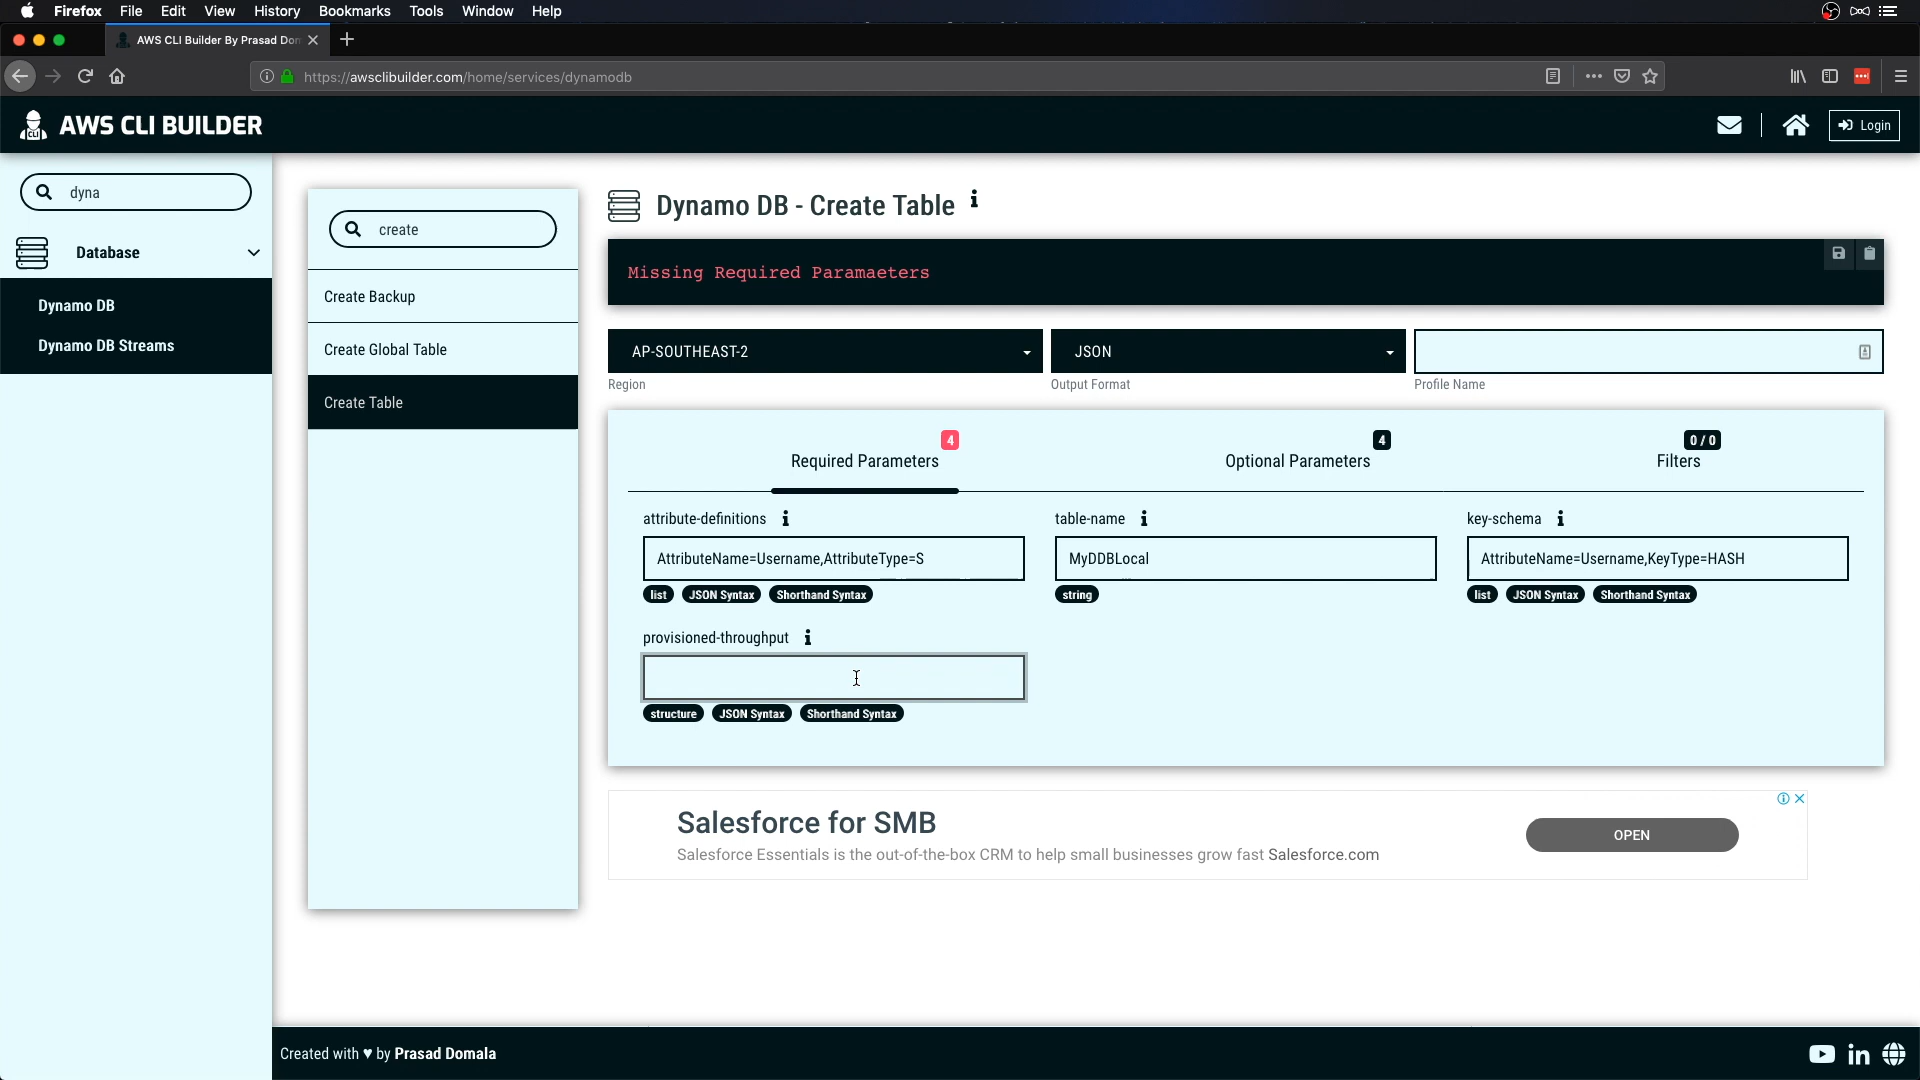 Firefox File Edit View History Bookmarks Tools Window Help
AWS CLI Builder By Prasad Dom
https://awsclibuilder.com/home/services/dynamodb
CLI
AWS CLI BUILDER
Login
dyna
Database
Dynamo DB
Dynamo DB Streams
create
Create Backup
Create Global Table
Create Table
Dynamo DB - Create Table
Missing Required Paramaeters
AP-SOUTHEAST-2
Region
JSON
Output Format
Profile Name
4
Required Parameters
4
Optional Parameters
0 / 0
Filters
attribute-definitions
AttributeName=Username,AttributeType=S
list JSON Syntax Shorthand Syntax
table-name
MyDDBLocal
string
key-schema
AttributeName=Username,KeyType=HASH
list JSON Syntax Shorthand Syntax
provisioned-throughput
structure JSON Syntax Shorthand Syntax
Salesforce for SMB
Salesforce Essentials is the out-of-the-box CRM to help small businesses grow fast Salesforce.com
OPEN
Created with ♥ by Prasad Domala